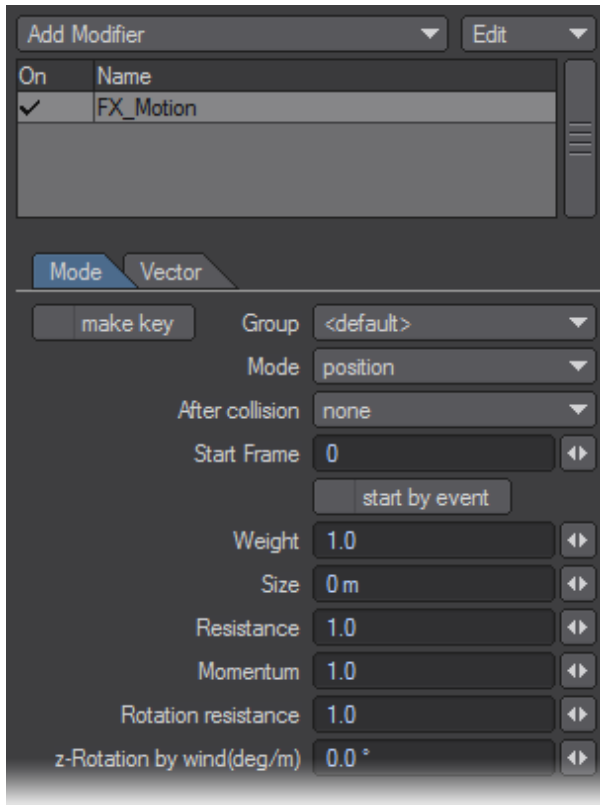 Add Modifier Edit
On Name
FX_Motion
Mode Vector
make key Group <default>
Mode position
After collision none
Start Frame 0
start by event
Weight 1.0
Size 0 m
Resistance 1.0
Momentum 1.0
Rotation resistance 1.0
z-Rotation by wind(deg/m) 0.0 °